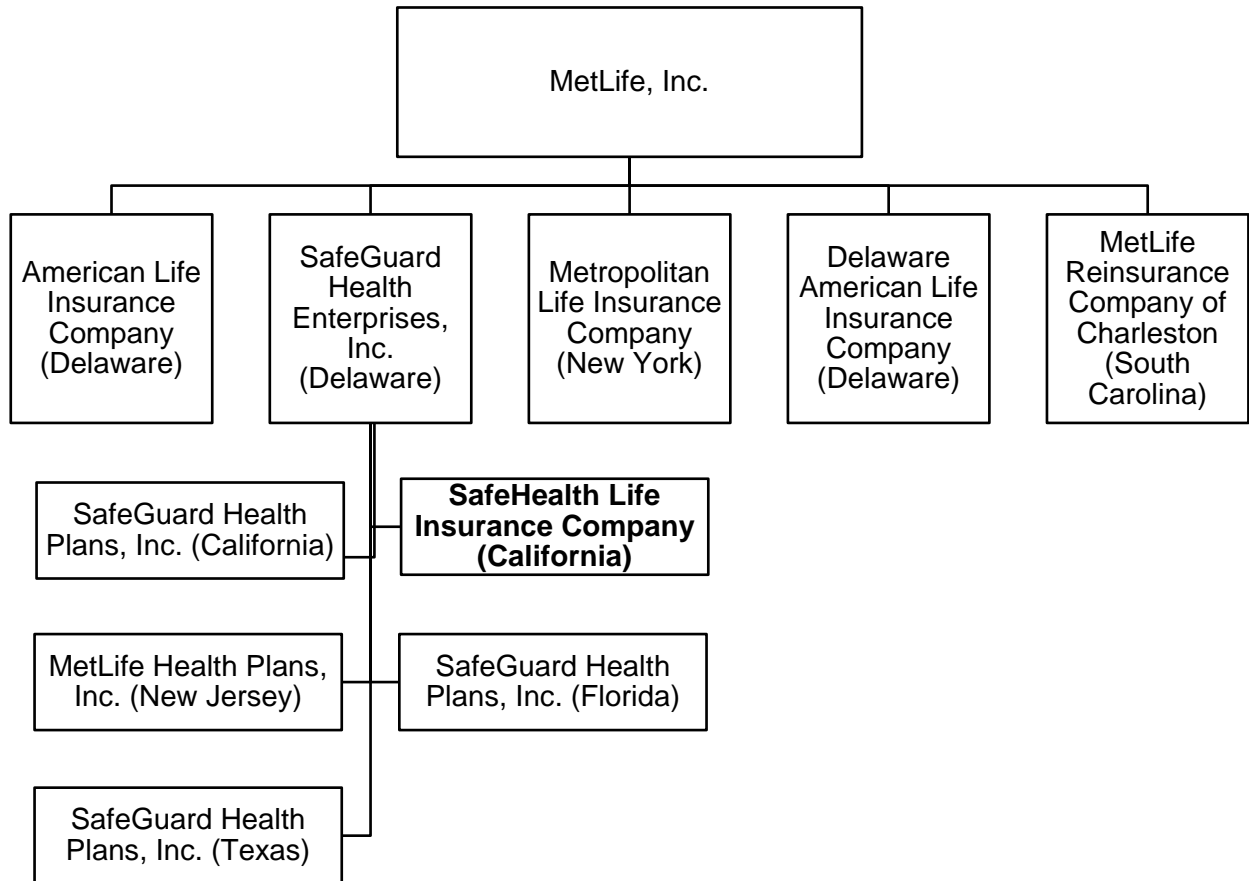 MetLife, Inc.
American Life
Insurance
Company
(Delaware)
SafeGuard
Health
Enterprises,
Inc.
(Delaware)
Metropolitan
Life Insurance
Company
(New York)
Delaware
American Life
Insurance
Company
(Delaware)
MetLife
Reinsurance
Company of
Charleston
(South
Carolina)
SafeGuard Health
Plans, Inc. (California)
SafeHealth Life
Insurance Company
(California)
MetLife Health Plans,
Inc. (New Jersey)
SafeGuard Health
Plans, Inc. (Florida)
SafeGuard Health
Plans, Inc. (Texas)